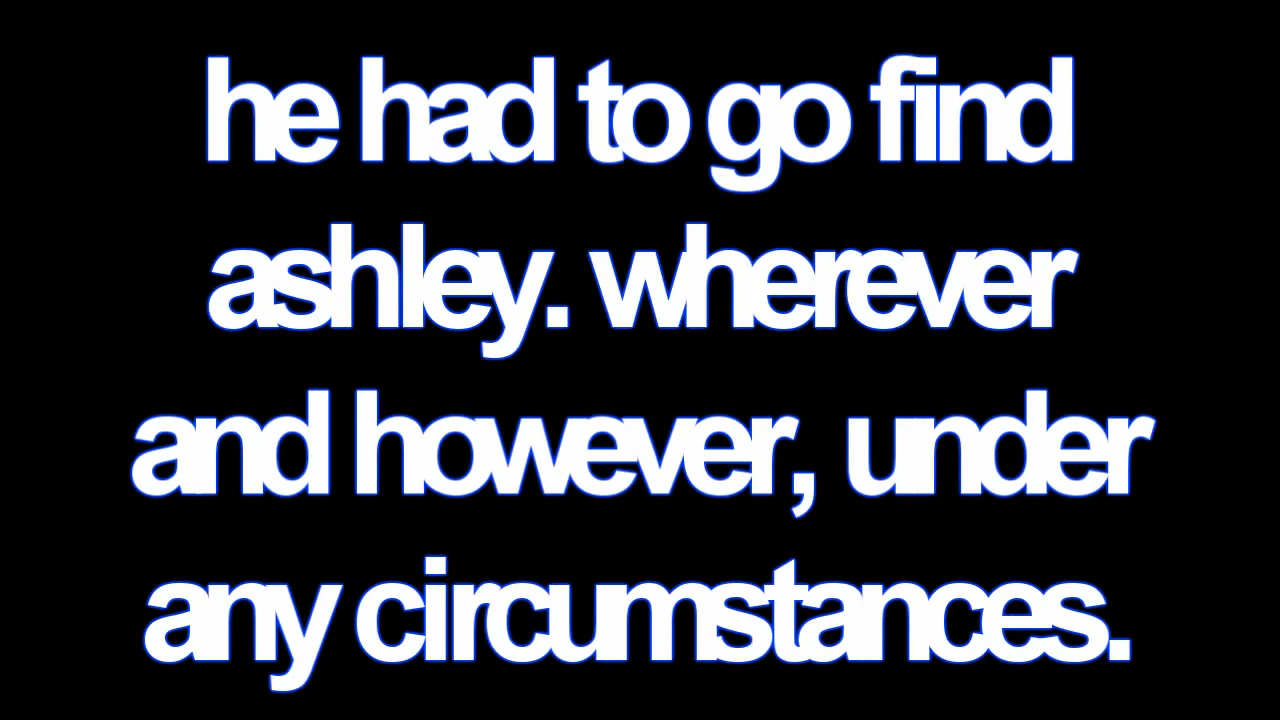 he had to go find
ashley. wherever
and however, under
any circumstances.